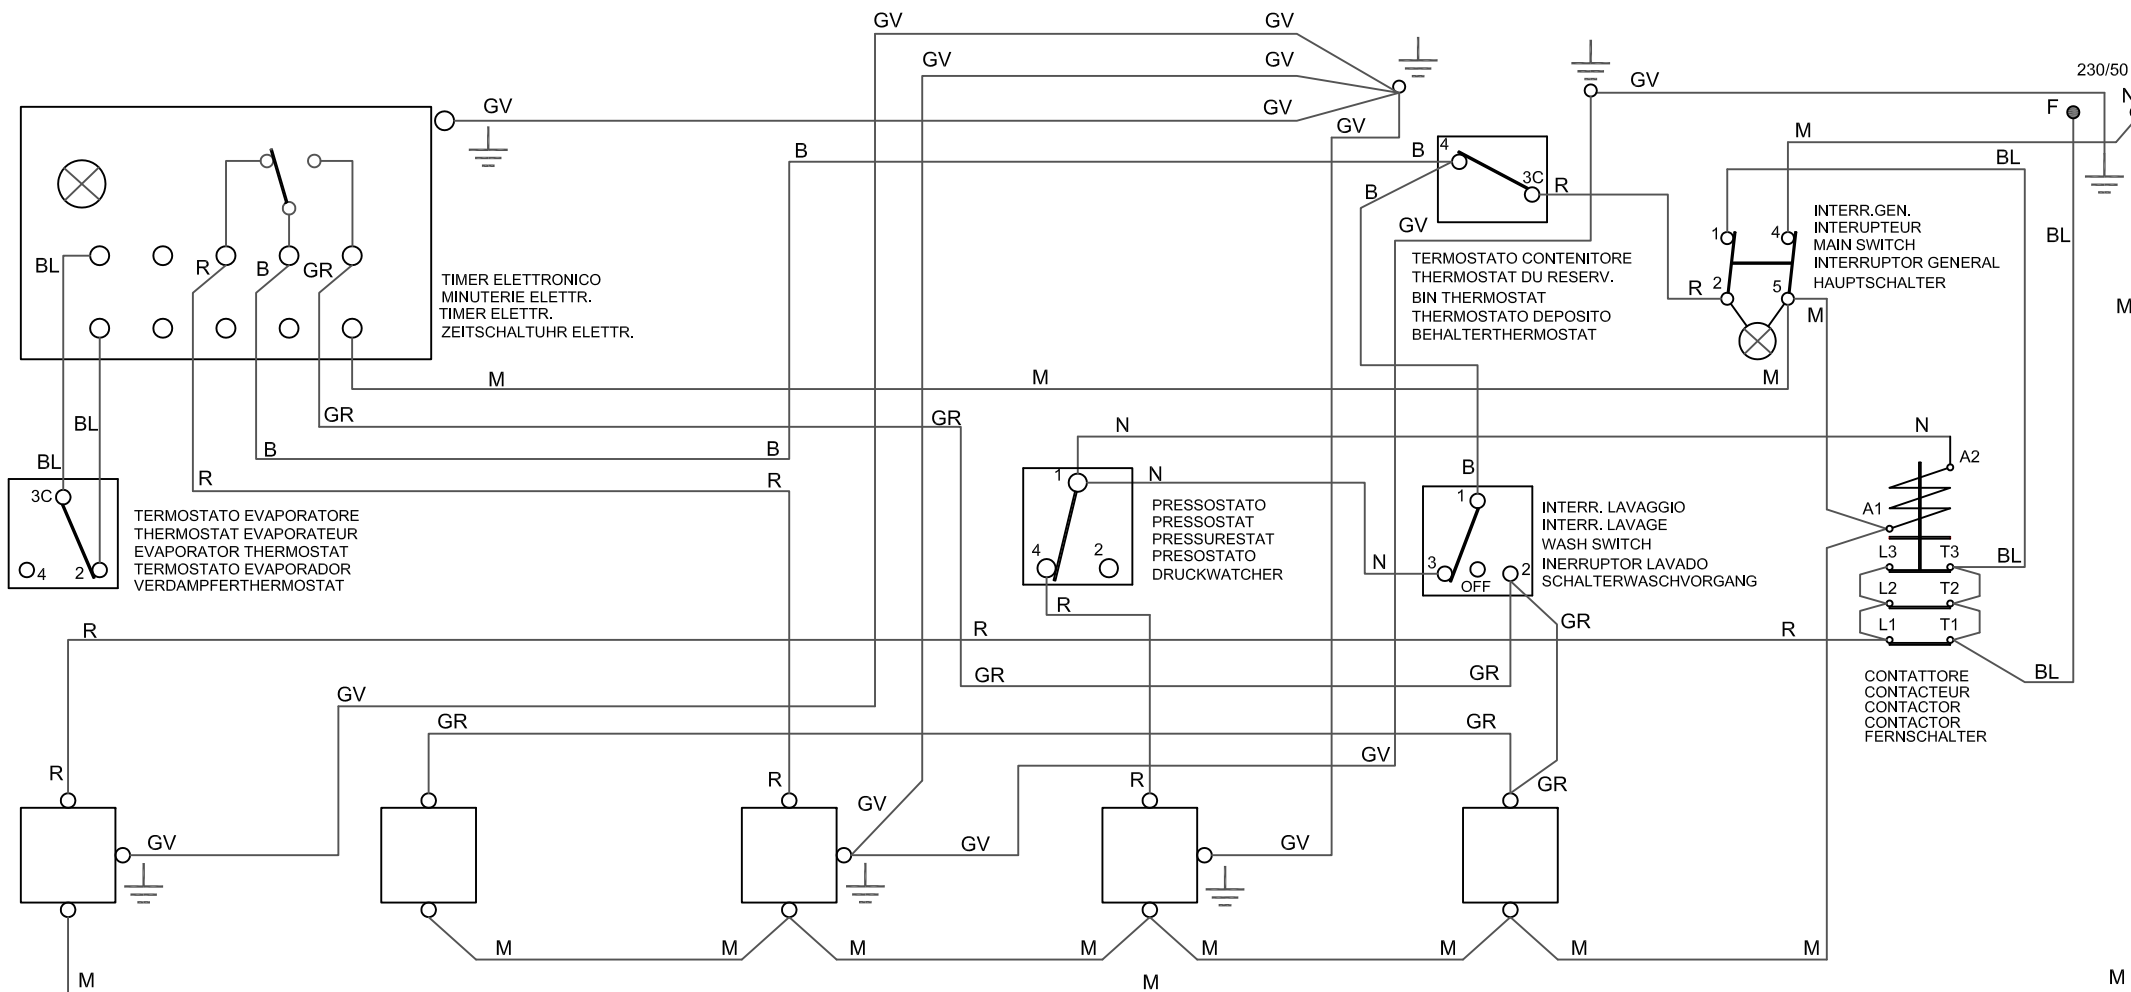 GV GV
GV GV
230/50
GV
N
F
GV GV
GV
M
4
B B
BL
3C R
B
INTERR.GEN.
INTERUPTEUR
MAIN SWITCH
INTERRUPTOR GENERAL
HAUPTSCHALTER
1 4
GV
BL
BL R B GR
TERMOSTATO CONTENITORE
THERMOSTAT DU RESERV.
BIN THERMOSTAT
THERMOSTATO DEPOSITO
BEHALTERTHERMOSTAT
R 2 5
M
M
TIMER ELETTRONICO
MINUTERIE ELETTR.
TIMER ELETTR.
ZEITSCHALTUHR ELETTR.
M M M
BL GR GR
N N
B B
BL
A2
R R
1 N B
3C
1
A1
TERMOSTATO EVAPORATORE
THERMOSTAT EVAPORATEUR
EVAPORATOR THERMOSTAT
TERMOSTATO EVAPORADOR
VERDAMPFERTHERMOSTAT
PRESSOSTATO
PRESSOSTAT
PRESSURESTAT
PRESOSTATO
DRUCKWATCHER
INTERR. LAVAGGIO
INTERR. LAVAGE
WASH SWITCH
INERRUPTOR LAVADO
SCHALTERWASCHVORGANG
4 2
4 2
N 3 OFF 2
L3 T3 BL
L2 T2
L1 T1
R GR
R R R
GR GR
BL
CONTATTORE
CONTACTEUR
CONTACTOR
CONTACTOR
FERNSCHALTER
GV
GR GR
GV
R R R GR
GV
GV GV GV
M M M M M M M M
M M M